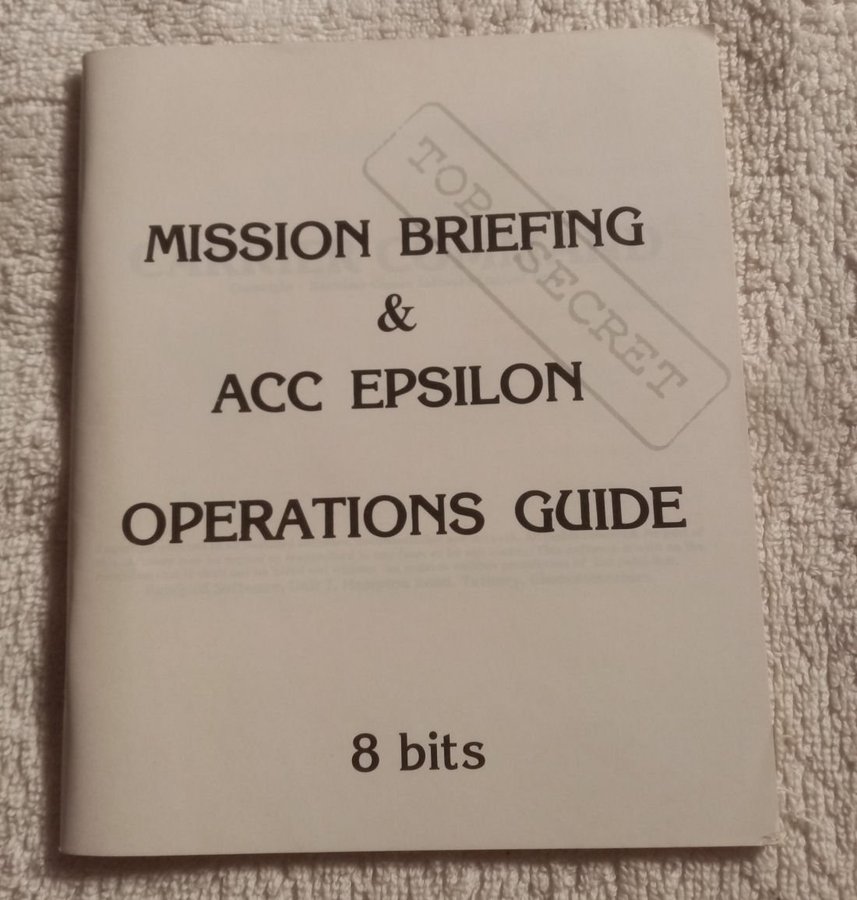 TOP SECRET
MISSION BRIEFING
&
ACC EPSILON
OPERATIONS GUIDE
8 bits